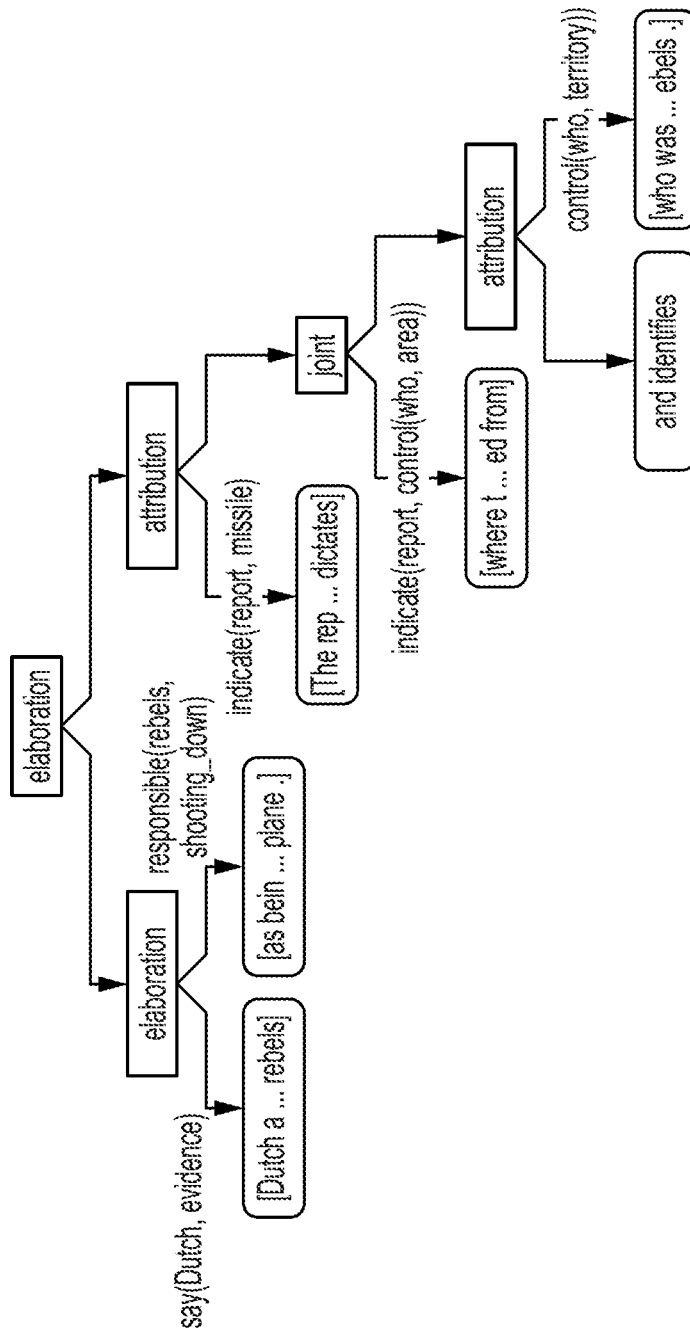 elaboration
elaboration
attribution
say(Dutch, evidence)
responsible(rebels,
shooting_down)
indicate(report, missile)
[Dutch a ... rebels]
[as bein ... plane .]
[The rep ... dictates]
joint
indicate(report, control(who, area))
[where t ... ed from]
attribution
control(who, territory))
and identifies
[who was ... ebels .]